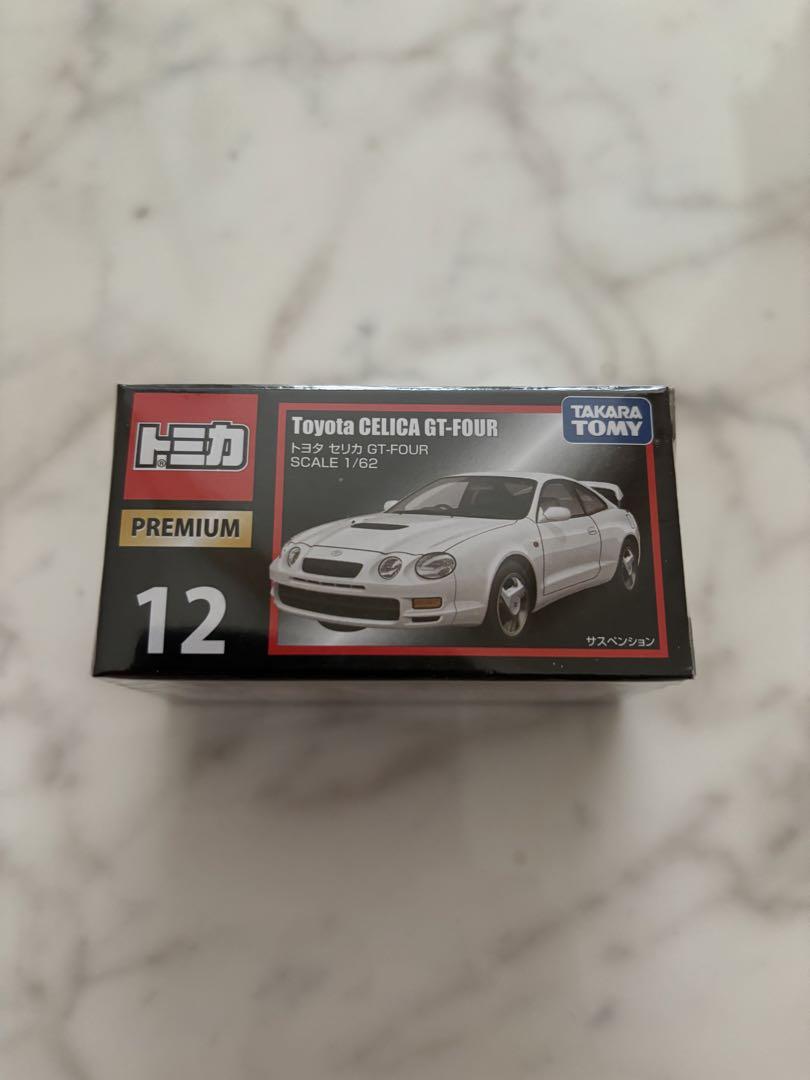 トミカ®
PREMIUM
12
Toyota CELICA GT-FOUR
トヨタ セリカ GT-FOUR
SCALE 1/62
TAKARA
TOMY
サスペンション